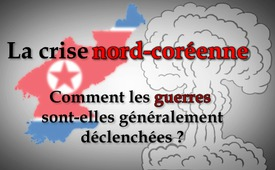 La crise nord-coréenne
Comment les guerres
sont-elles généralement
déclenchées ?